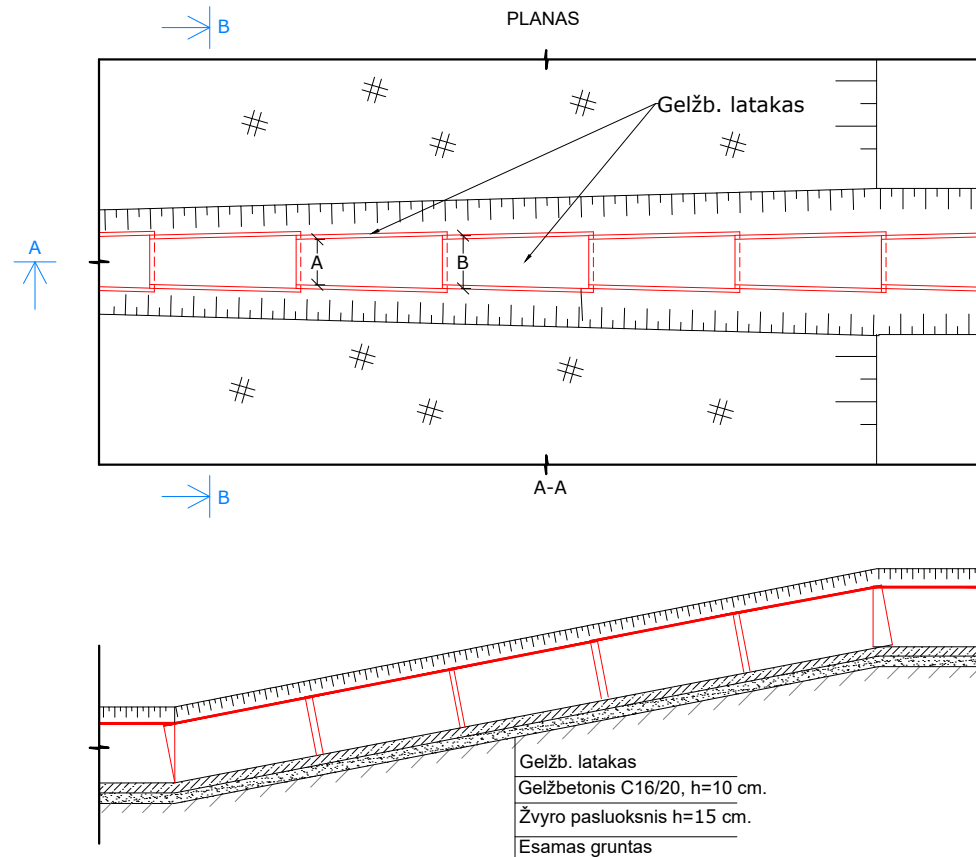 PLANAS
B
Gelžb. latakas
A
A
B
B
A-A
Gelžb. latakas
Gelžbetonis C16/20, h=10 cm.
Žvyro pasluoksnis h=15 cm.
Esamas gruntas